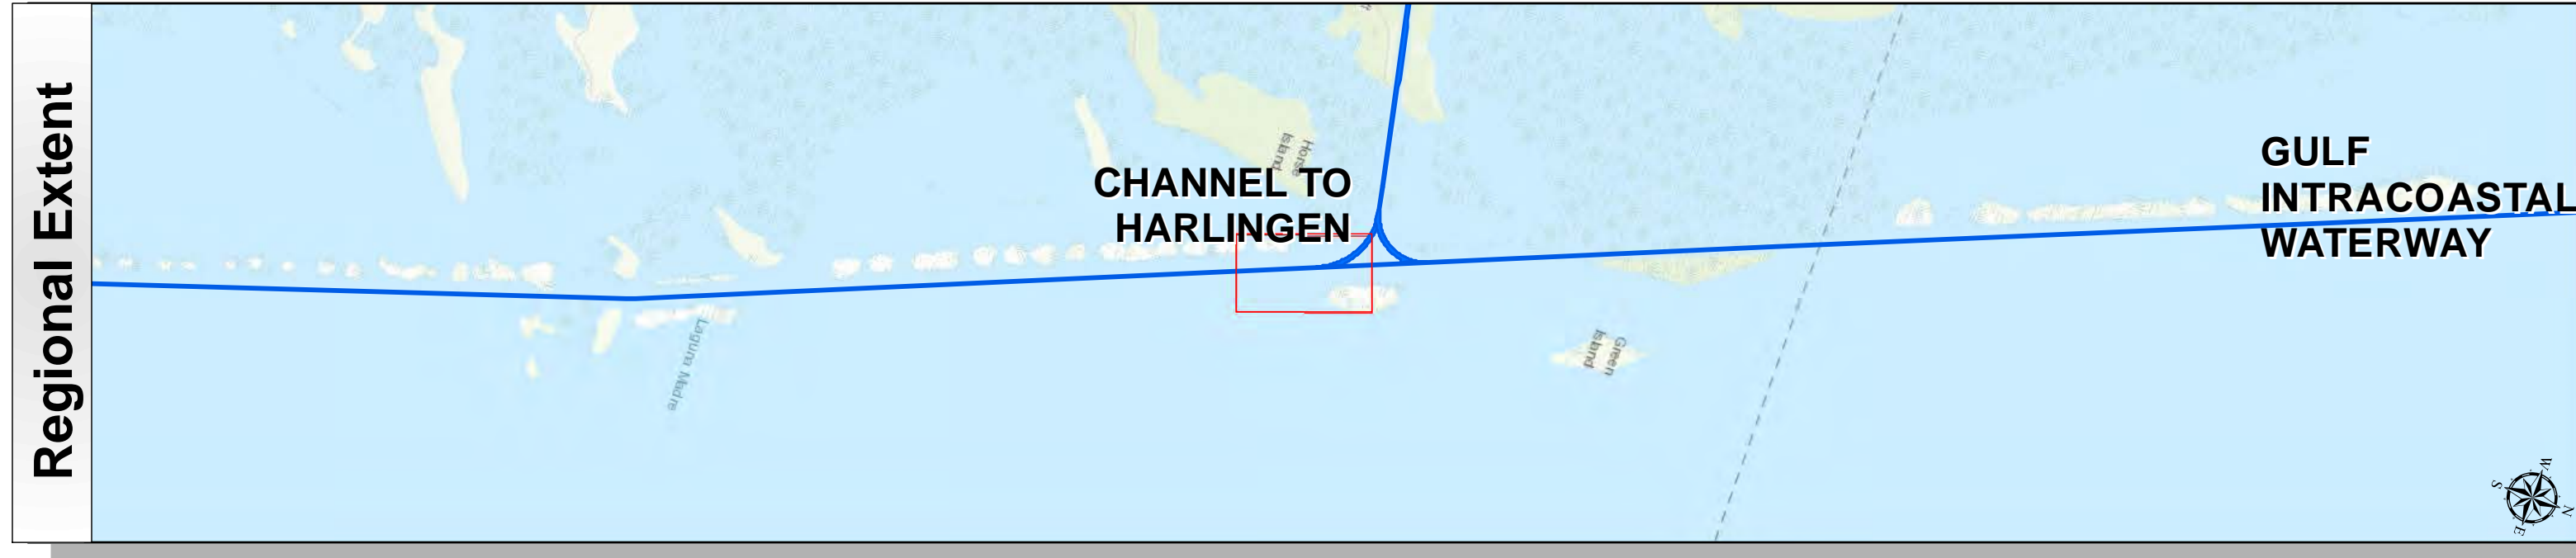 Regional Extent
CHANNEL TO
HARLINGEN
Horse
Island
GULF
INTRACOASTAL
WATERWAY
Laguna Madre
Green
Island
W
S
N
E